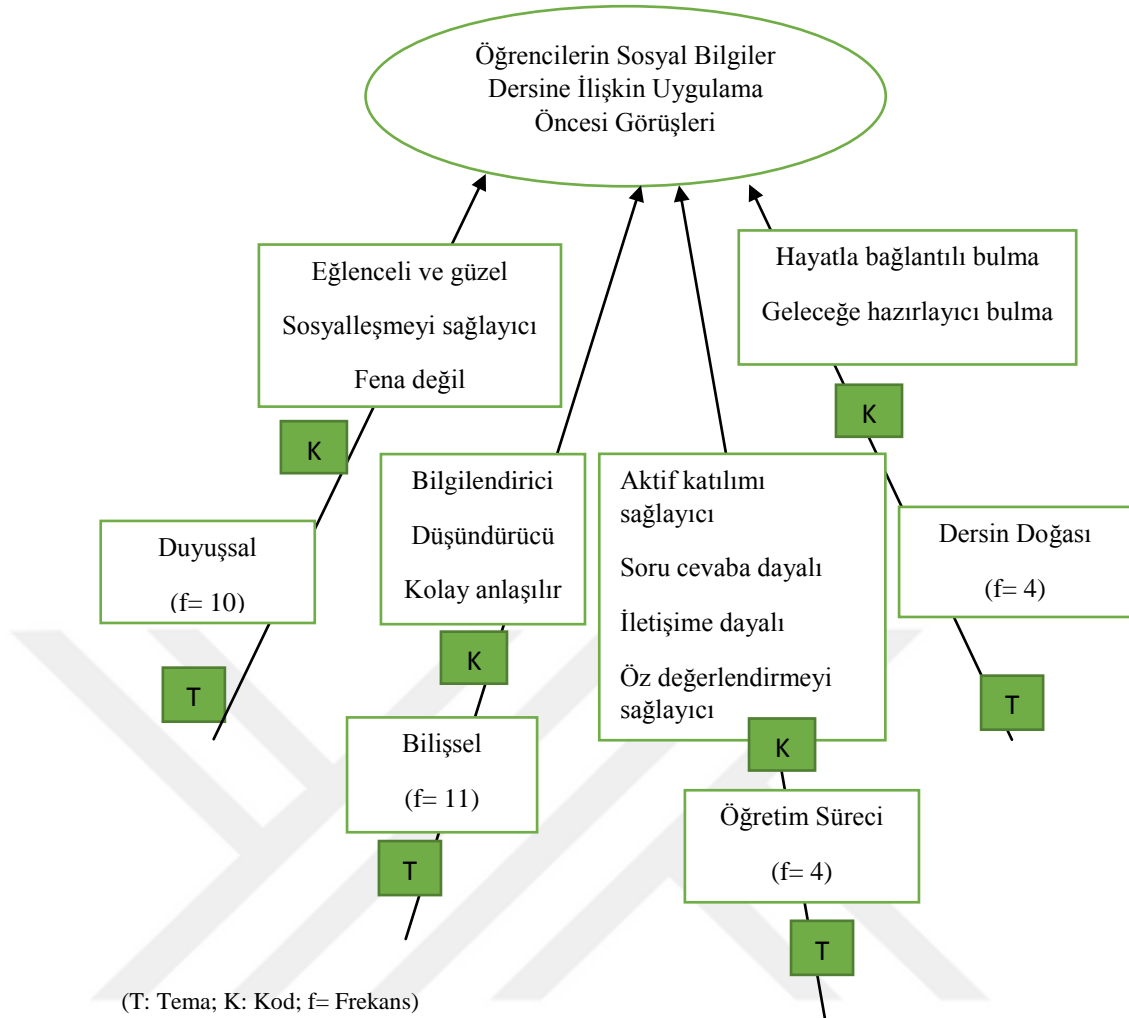 Öğrencilerin Sosyal Bilgiler
Dersine İlişkin Uygulama
Öncesi Görüşleri
Eğlenceli ve güzel
Sosyalleşmeyi sağlayıcı
Fena değil
K
Duyuşsal
(f= 10)
T
Bilgilendirici
Düşündürücü
Kolay anlaşılır
K
Bilişsel
(f= 11)
T
Aktif katılımı
sağlayıcı
Soru cevaba dayalı
İletişime dayalı
Öz değerlendirmeyi
sağlayıcı
K
Öğretim Süreci
(f= 4)
T
Hayatla bağlantılı bulma
Geleceğe hazırlayıcı bulma
K
Dersin Doğası
(f= 4)
T
(T: Tema; K: Kod; f= Frekans)